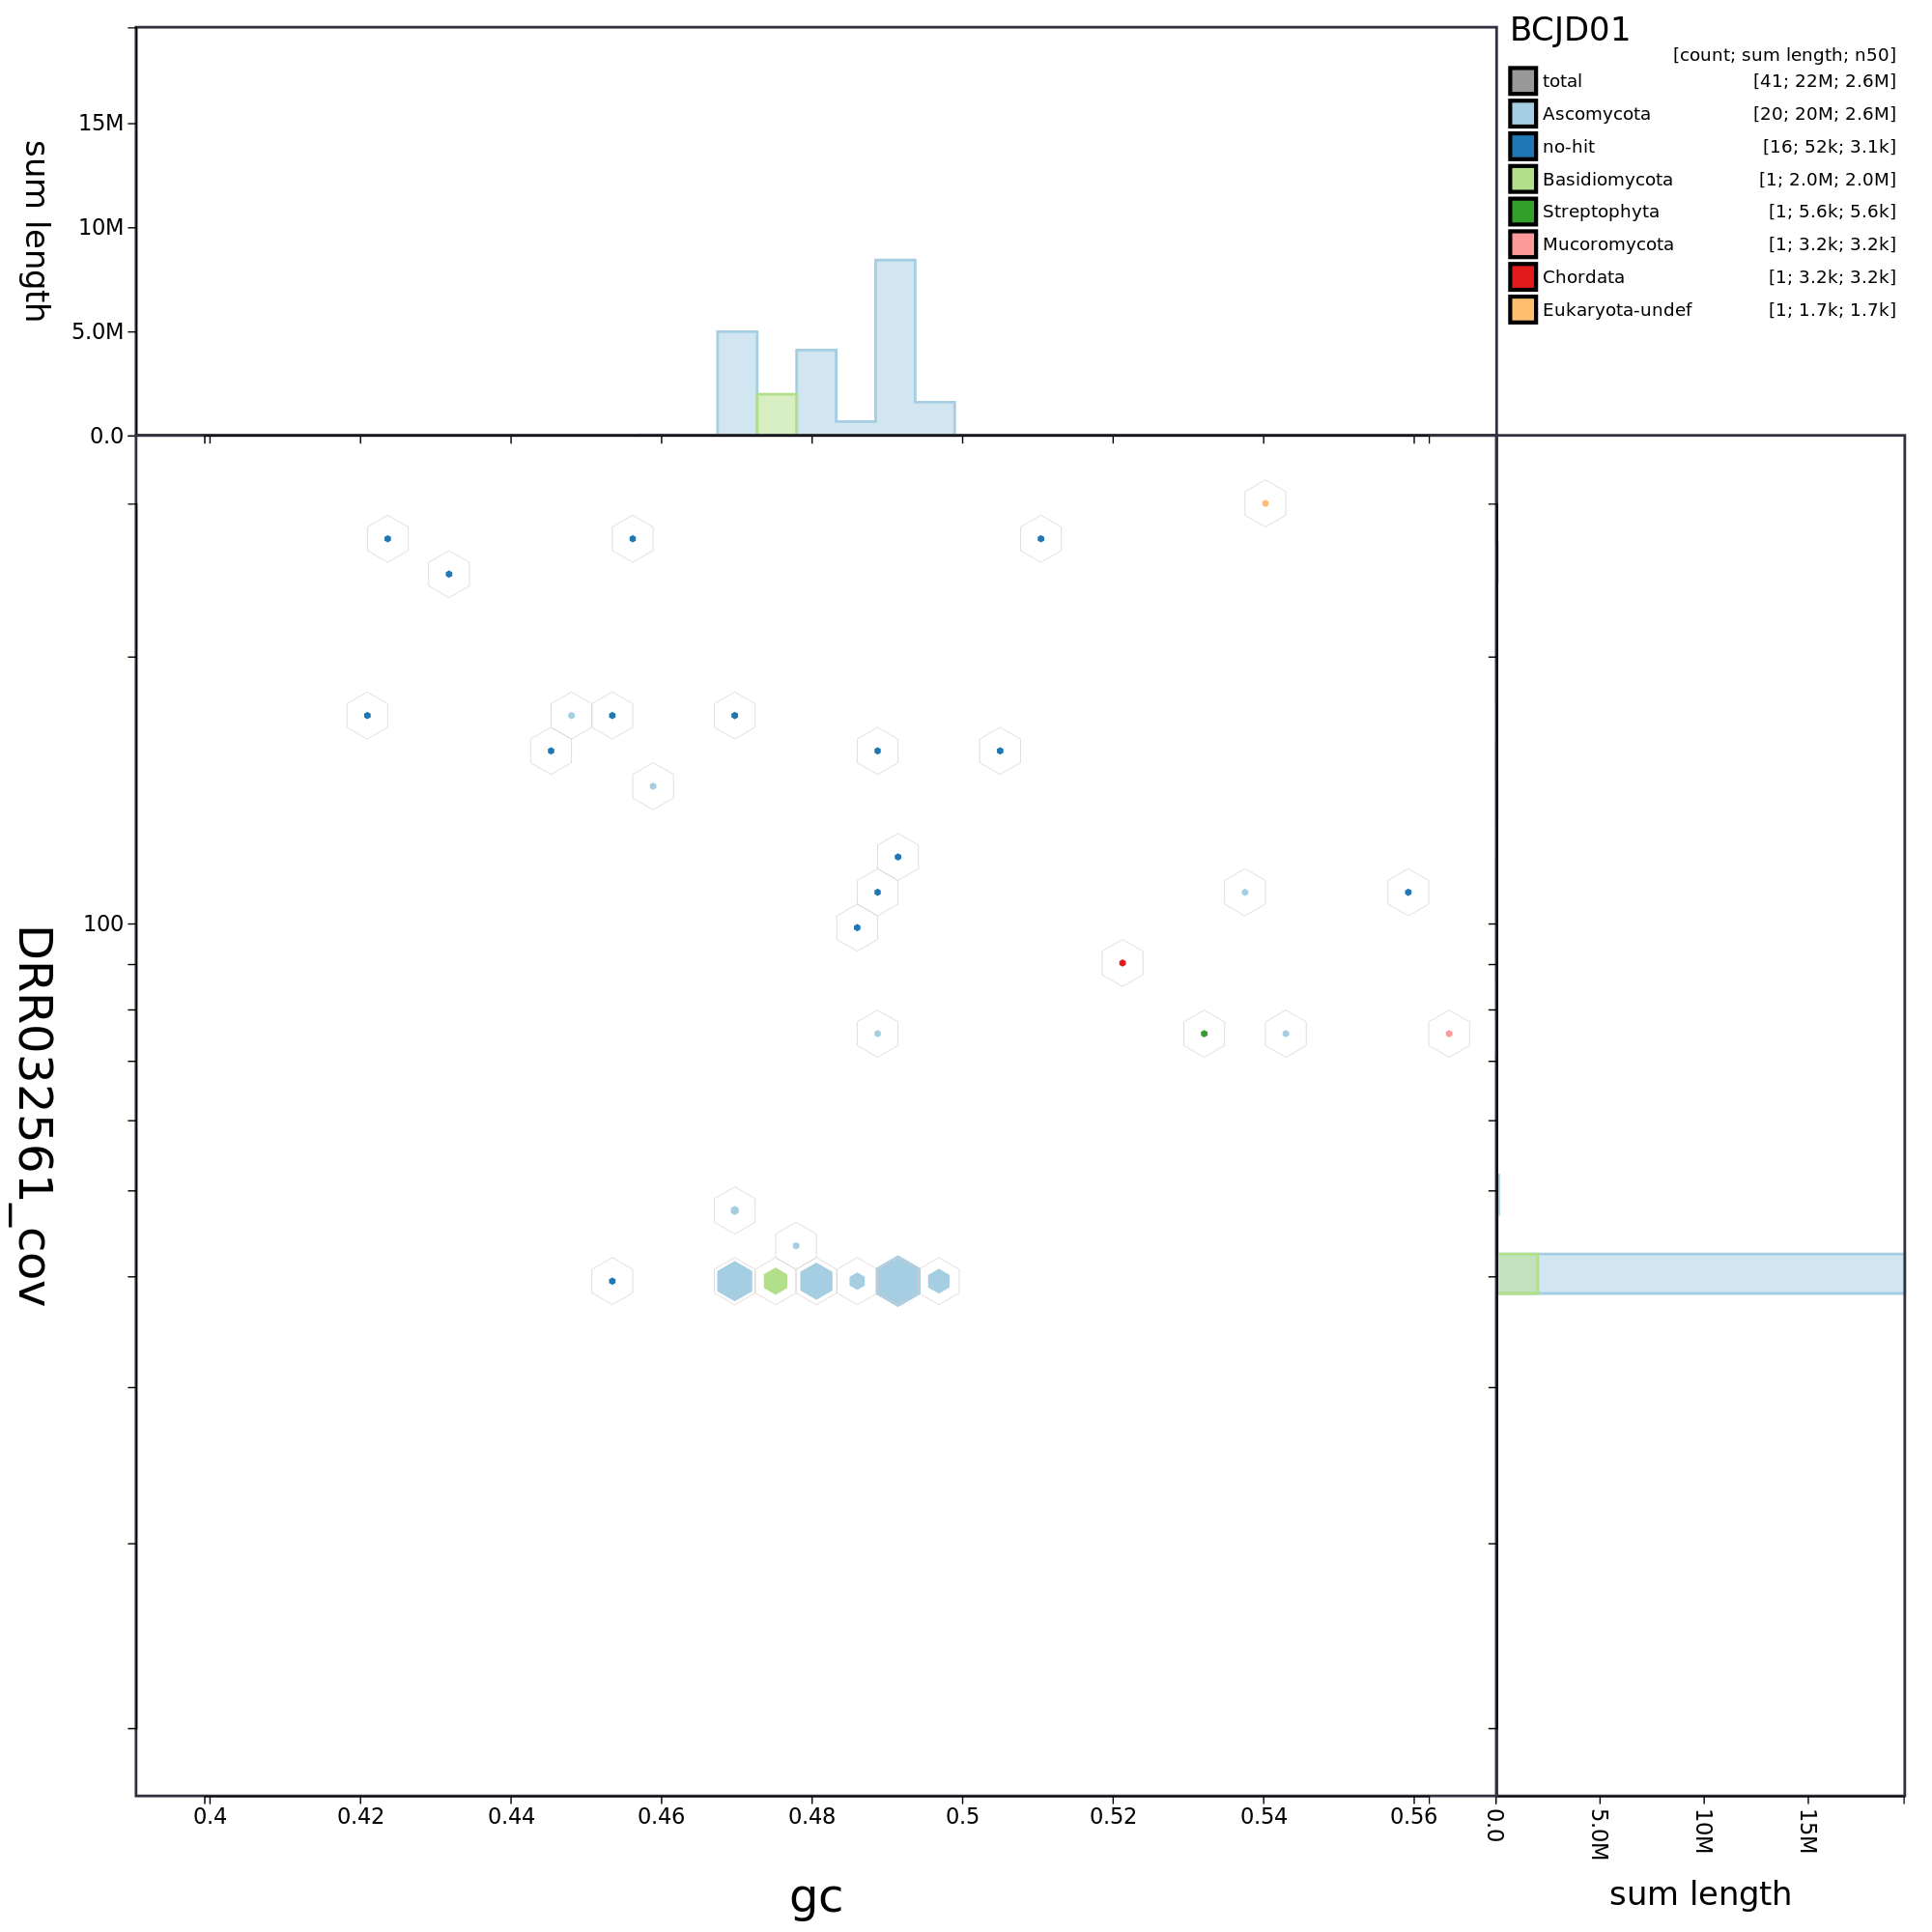 BCJD01
[count; sum length; n50]
total [41; 22M; 2.6M]
Ascomycota [20; 20M; 2.6M]
no-hit [16; 52k; 3.1k]
Basidiomycota [1; 2.0M; 2.0M]
Streptophyta [1; 5.6k; 5.6k]
Mucoromycota [1; 3.2k; 3.2k]
Chordata [1; 3.2k; 3.2k]
Eukaryota-undef [1; 1.7k; 1.7k]
sum length
15M
10M
5.0M
0.0
DRR032561_cov
100
0.4 0.42 0.44 0.46 0.48 0.5 0.52 0.54 0.56
gc
0.0 5.0M 10M 15M
sum length